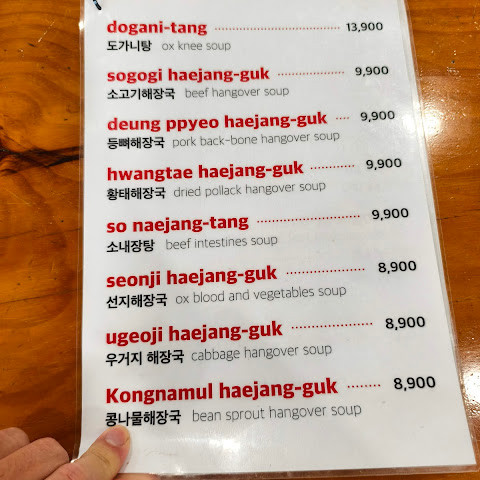 dogani-tang ........................ 13,900
도가니탕 ox knee soup
sogogi haejang-guk ................ 9,900
소고기해장국 beef hangover soup
deung ppyeo haejang-guk .... 9,900
등뼈해장국 pork back-bone hangover soup
hwangtae haejang-guk ............ 9,900
황태해장국 dried pollack hangover soup
so naejang-tang ..................... 9,900
소내장탕 beef intestines soup
seonji haejang-guk ................. 8,900
선지해장국 ox blood and vegetables soup
ugeoji haejang-guk ................. 8,900
우거지 해장국 cabbage hangover soup
Kongnamul haejang-guk ........ 8,900
콩나물해장국 bean sprout hangover soup